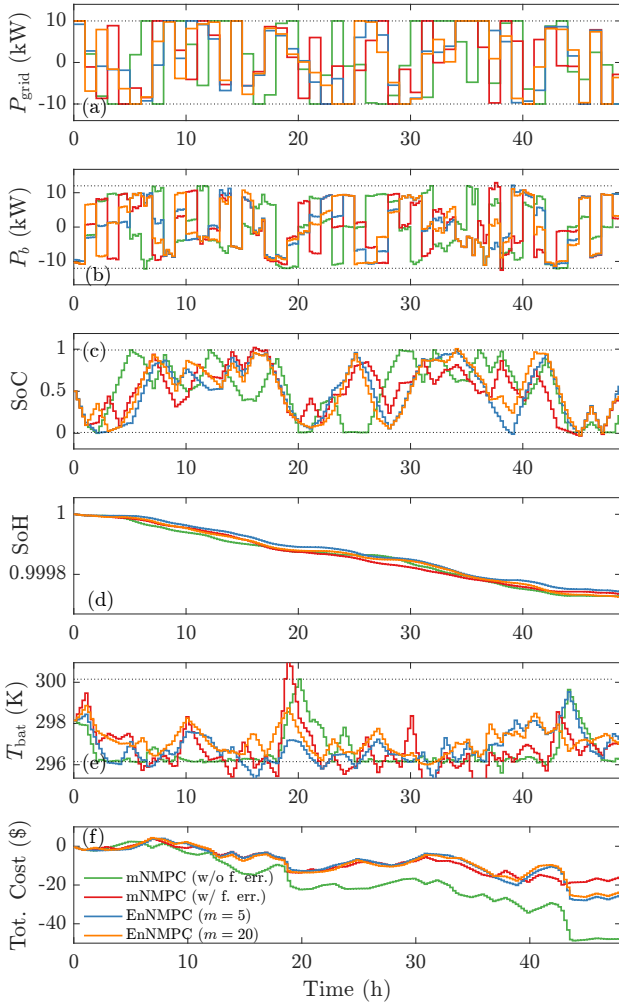 10
0
-10
P_grid (kW)
(a)
0 10 20 30 40
10
0
-10
P_b (kW)
(b)
0 10 20 30 40
1
0.5
0
SoC
(c)
0 10 20 30 40
1
0.9998
SoH
(d)
0 10 20 30 40
300
298
296
T_bat (K)
(e)
0 10 20 30 40
0
-20
-40
Tot. Cost ($)
(f)
mNMPC (w/o f. err.)
mNMPC (w/ f. err.)
EnNMPC (m = 5)
EnNMPC (m = 20)
0 10 20 30 40
Time (h)